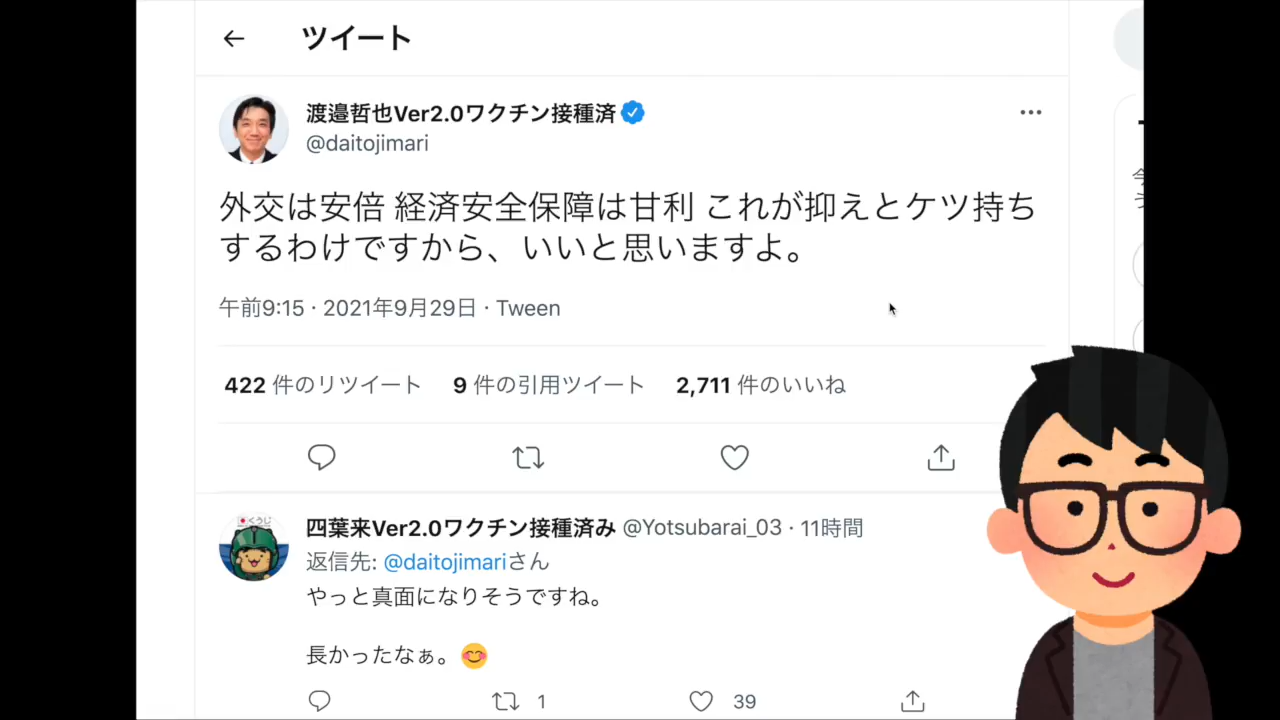 ツイート
渡邉哲也Ver2.0ワクチン接種済
@daitojimari
外交は安倍 経済安全保障は甘利 これが抑えとケツ持ち
するわけですから、いいと思いますよ。
午前9:15 · 2021年9月29日 · Tween
422 件のリツイート 9 件の引用ツイート 2,711 件のいいね
四葉来Ver2.0ワクチン接種済み @Yotsubarai_03 · 11時間
返信先: @daitojimariさん
やっと真面になりそうですね。
長かったなぁ。😊
1 39